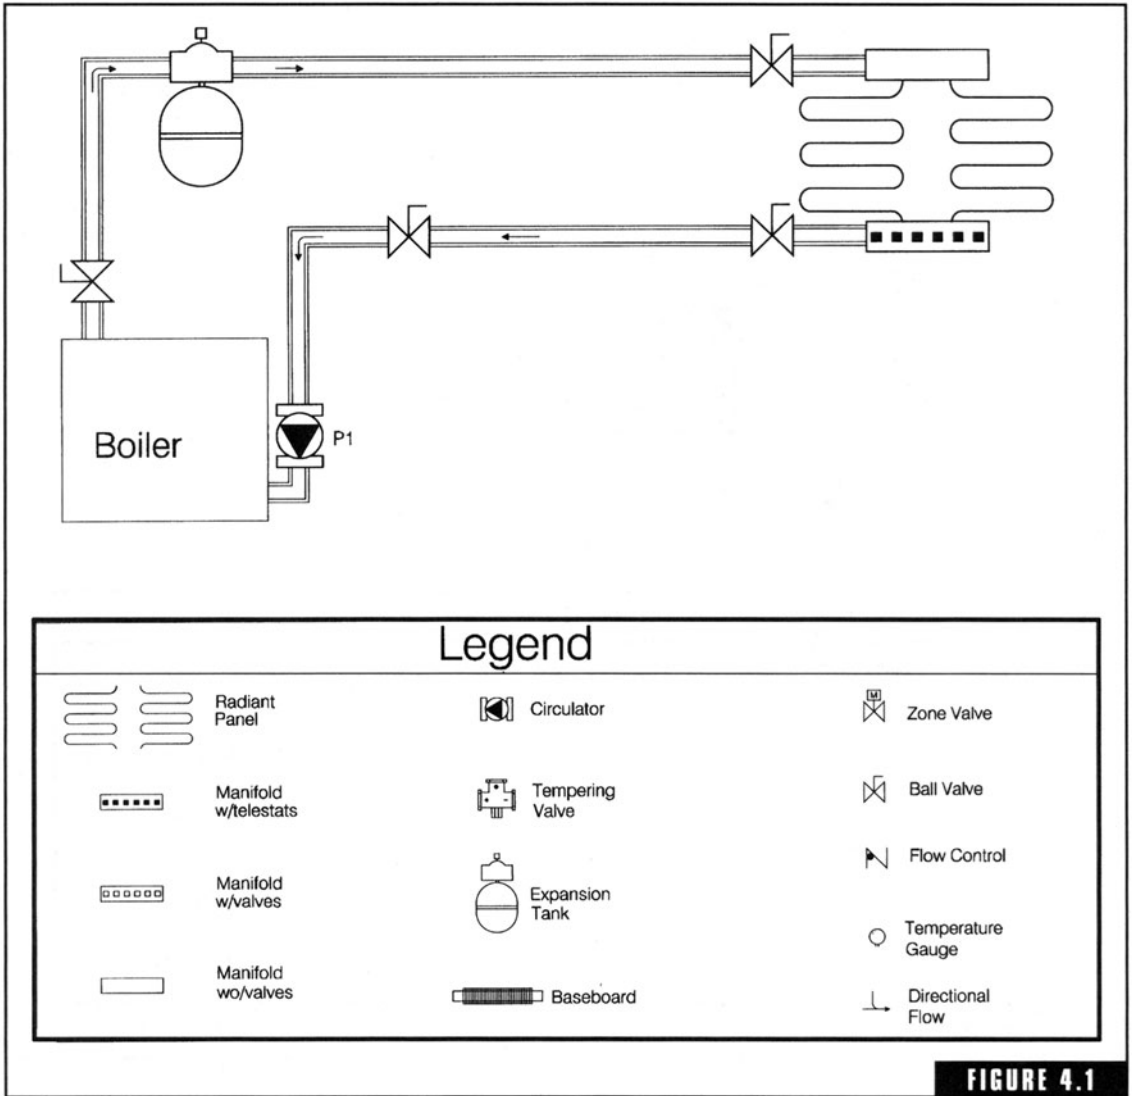 Boiler
P1
Legend
Radiant
Panel
Manifold
w/telestats
Manifold
w/valves
Manifold
wo/valves
Circulator
Tempering
Valve
Expansion
Tank
Baseboard
M
Zone Valve
Ball Valve
Flow Control
Temperature
Gauge
Directional
Flow
FIGURE 4.1